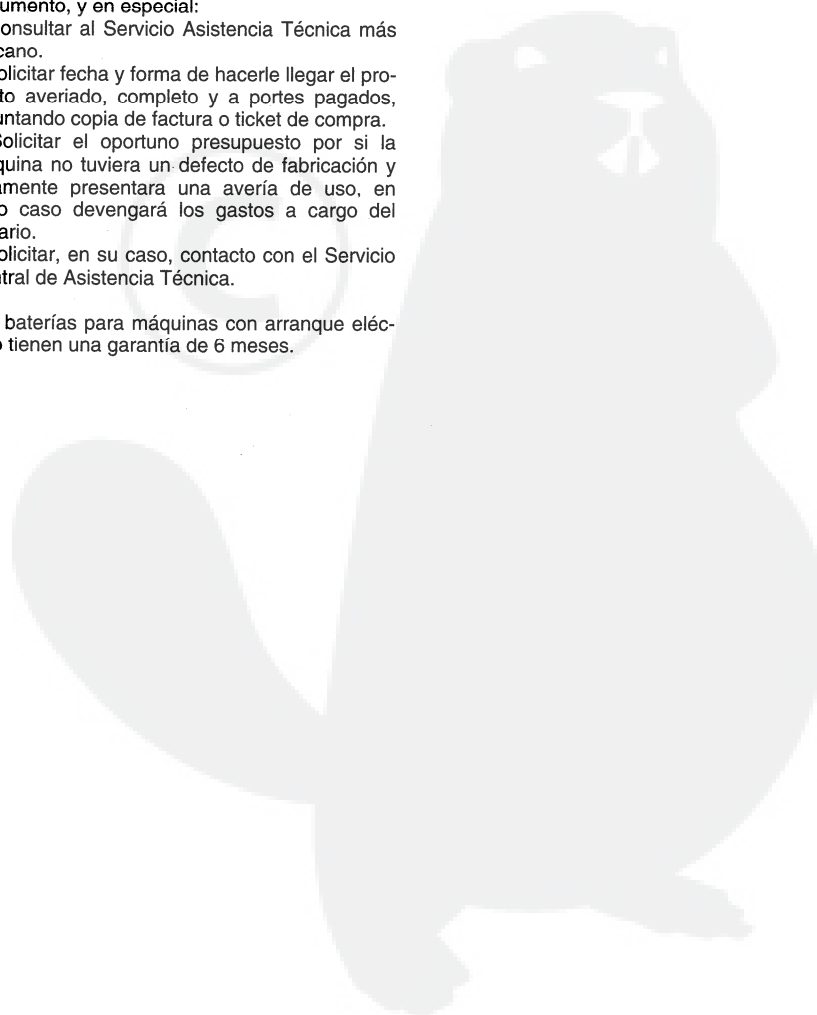 umento, y en especial:
onsultar al Servicio Asistencia Técnica más
cano.
olicitar fecha y forma de hacerle llegar el pro-
to averiado, completo y a portes pagados,
untando copia de factura o ticket de compra.
Solicitar el oportuno presupuesto por si la
quina no tuviera un defecto de fabricación y
amente presentara una avería de uso, en
o caso devengará los gastos a cargo del
ario.
olicitar, en su caso, contacto con el Servicio
tral de Asistencia Técnica.
baterías para máquinas con arranque eléc-
o tienen una garantía de 6 meses.
©